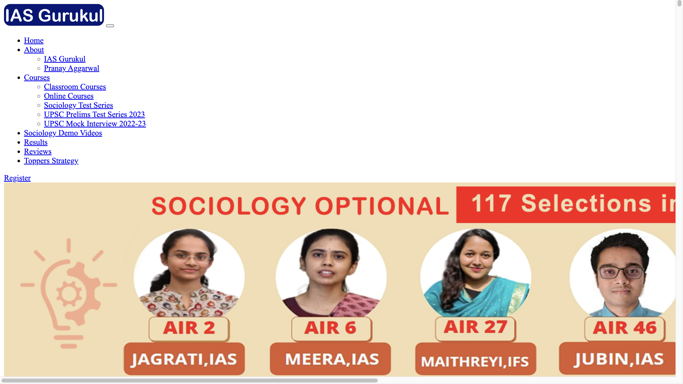 IAS Gurukul
Home
About
IAS Gurukul
Pranay Aggarwal
Courses
Classroom Courses
Online Courses
Sociology Test Series
UPSC Prelims Test Series 2023
UPSC Mock Interview 2022-23
Sociology Demo Videos
Results
Reviews
Toppers Strategy
Register
SOCIOLOGY OPTIONAL 117 Selections in
AIR 2 AIR 6 AIR 27 AIR 46
JAGRATI,IAS MEERA,IAS MAITHREYI,IFS JUBIN,IAS